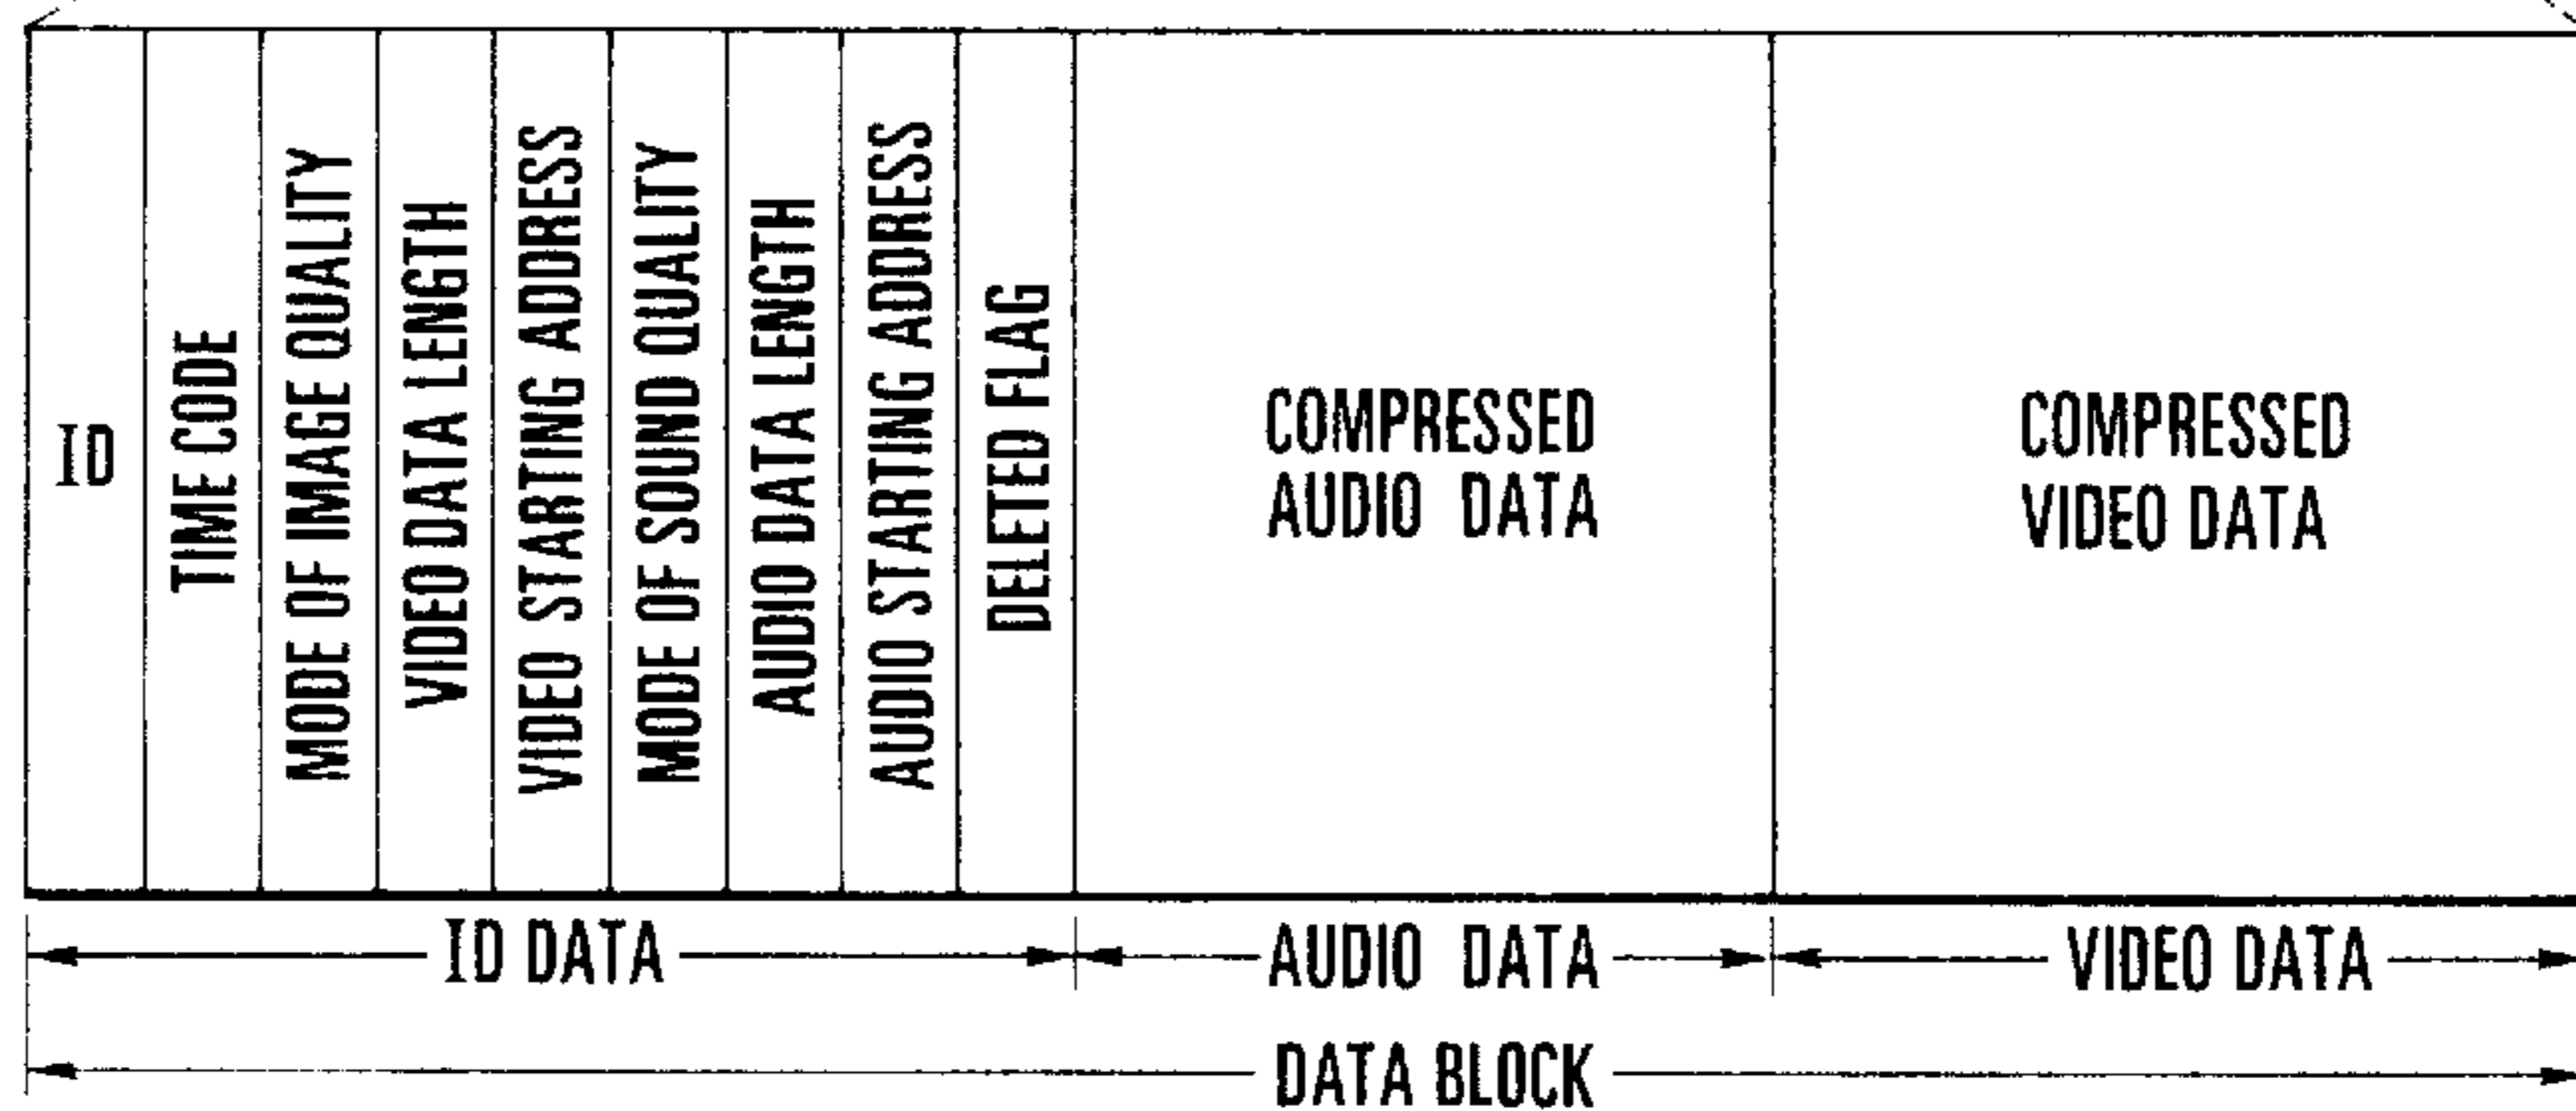 ID
TIME CODE
MODE OF IMAGE QUALITY
VIDEO DATA LENGTH
VIDEO STARTING ADDRESS
MODE OF SOUND QUALITY
AUDIO DATA LENGTH
AUDIO STARTING ADDRESS
DELETED FLAG
COMPRESSED
AUDIO DATA
COMPRESSED
VIDEO DATA
ID DATA
AUDIO DATA
VIDEO DATA
DATA BLOCK